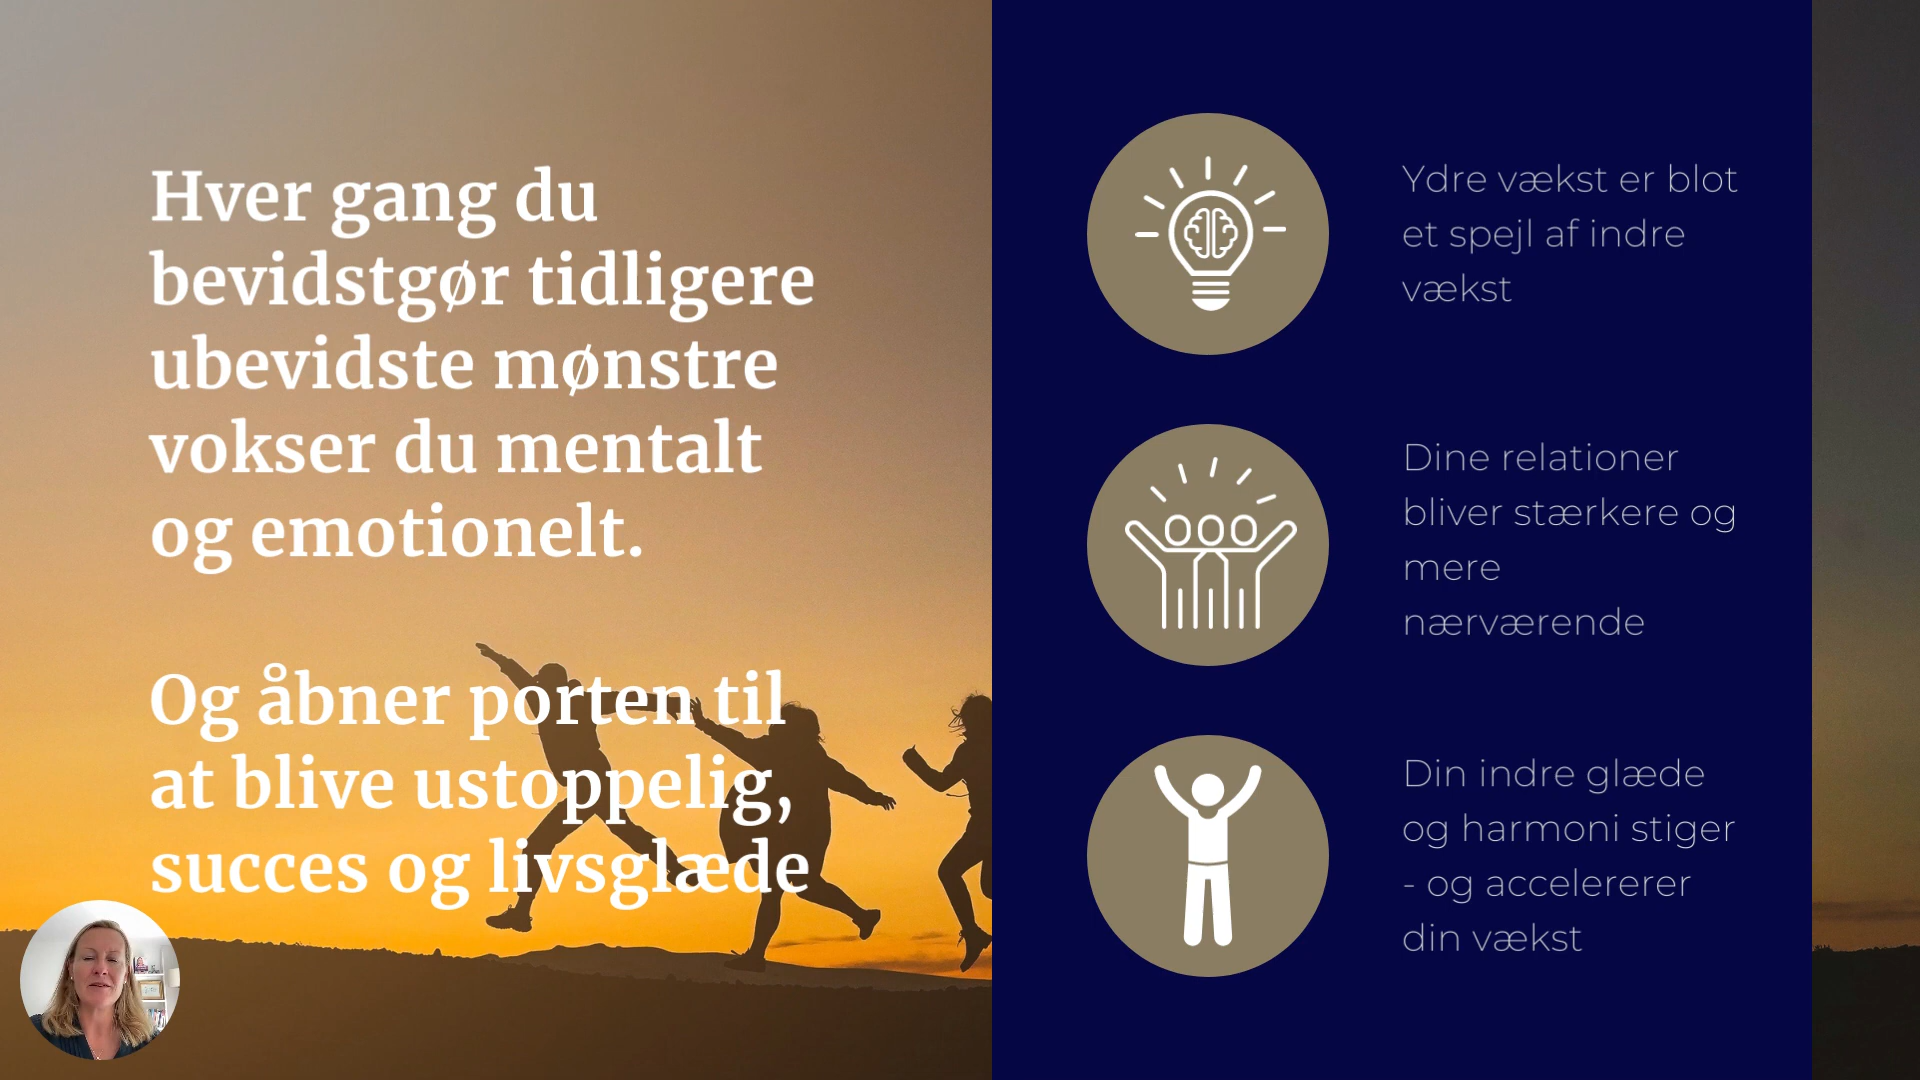 Hver gang du
bevidstgør tidligere
ubevidste mønstre
vokser du mentalt
og emotionelt.
Og åbner porten til
at blive ustoppelig,
succes og livsglæde
Ydre vækst er blot
et spejl af indre
vækst
Dine relationer
bliver stærkere og
mere
nærværende
Din indre glæde
og harmoni stiger
- og accelererer
din vækst